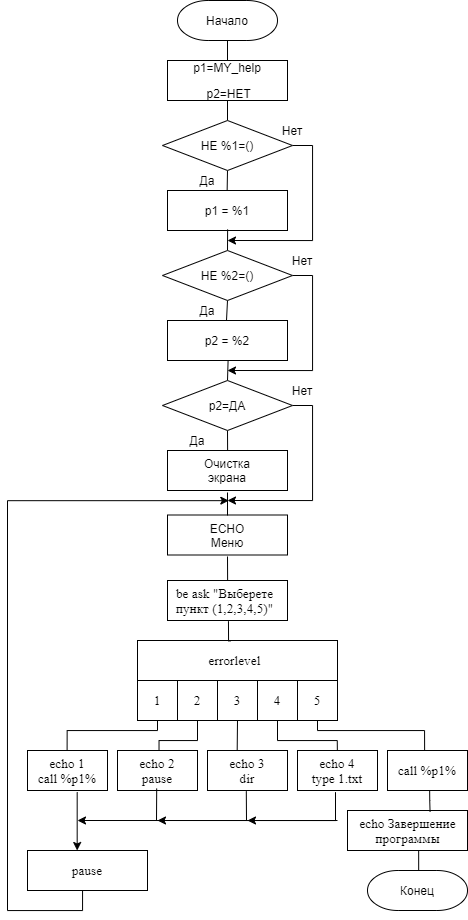 Начало
p1=MY_help
p2=НЕТ
НЕ %1=()
Нет
Да
p1 = %1
НЕ %2=()
Нет
Да
p2 = %2
p2=ДА
Нет
Да
Очистка
экрана
ECHO
Меню
be ask "Выберете
пункт (1,2,3,4,5)"
errorlevel
1
2
3
4
5
echo 1
call %p1%
echo 2
pause
echo 3
dir
echo 4
type 1.txt
call %p1%
echo Завершение
программы
pause
Конец